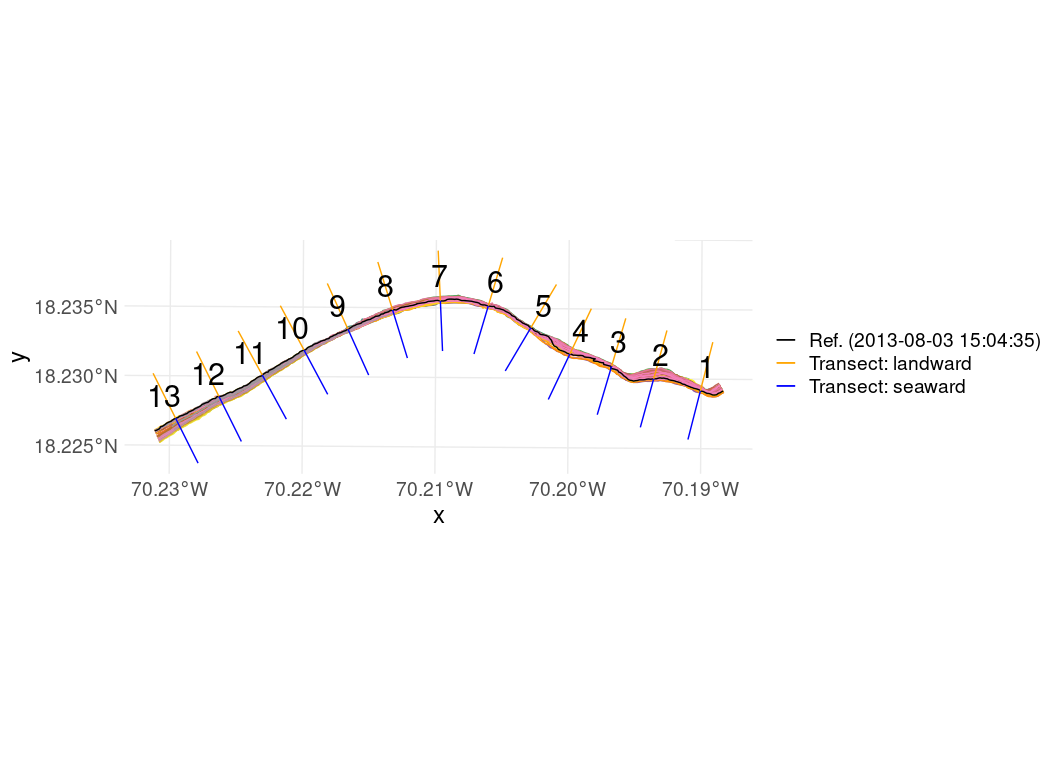 7
8
6
9
5
18.235°N
10
4
3
Ref. (2013-08-03 15:04:35)
11
2
Transect: landward
y
12
1
18.230°N
Transect: seaward
13
18.225°N
70.23°W 70.22°W 70.21°W 70.20°W 70.19°W
x